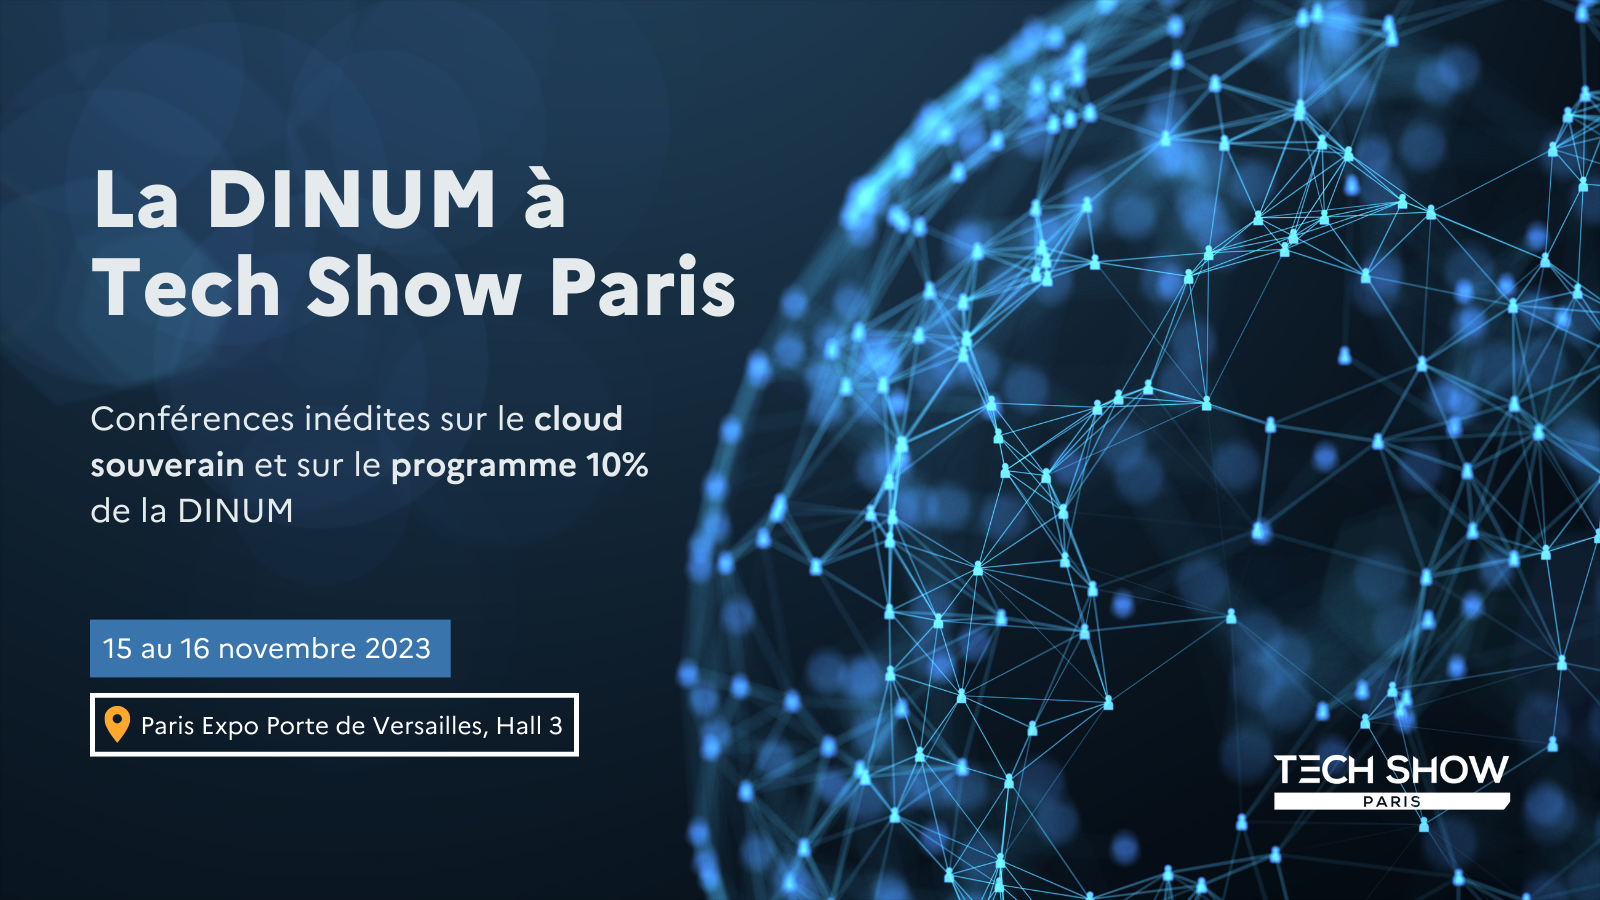 La DINUM à
Tech Show Paris
Conférences inédites sur le cloud
souverain et sur le programme 10%
de la DINUM
15 au 16 novembre 2023
Paris Expo Porte de Versailles, Hall 3
TECH SHOW
PARIS